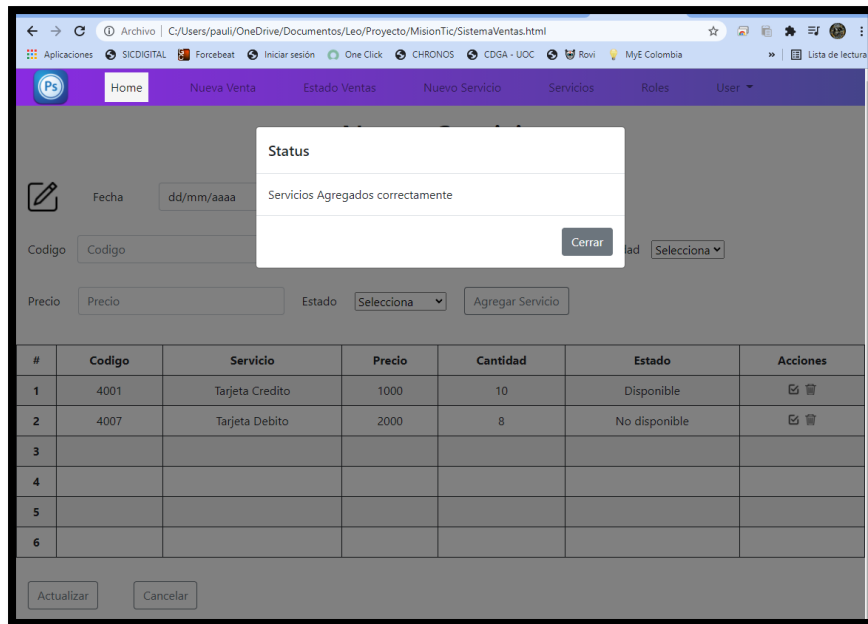 Archivo | C:/Users/pauli/OneDrive/Documentos/Leo/Proyecto/MisionTic/SistemaVentas.html
Aplicaciones SICDIGITAL Forcebeat Iniciar sesión One Click CHRONOS CDGA - UOC Rovi MyE Colombia » Lista de lectura
Ps Home Nueva Venta Estado Ventas Nuevo Servicio Servicios Roles User
Status
Servicios Agregados correctamente
Cerrar
Fecha dd/mm/aaaa
Codigo Codigo dad Selecciona
Precio Precio Estado Selecciona Agregar Servicio
# Codigo Servicio Precio Cantidad Estado Acciones
1 4001 Tarjeta Credito 1000 10 Disponible
2 4007 Tarjeta Debito 2000 8 No disponible
3
4
5
6
Actualizar Cancelar